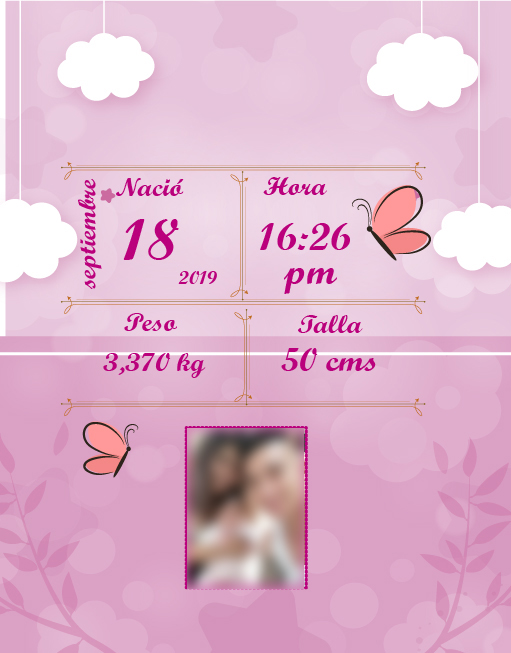 septiembre
Nació
18
2019
Hora
16:26
pm
Peso
3,370 kg
Talla
50 cms